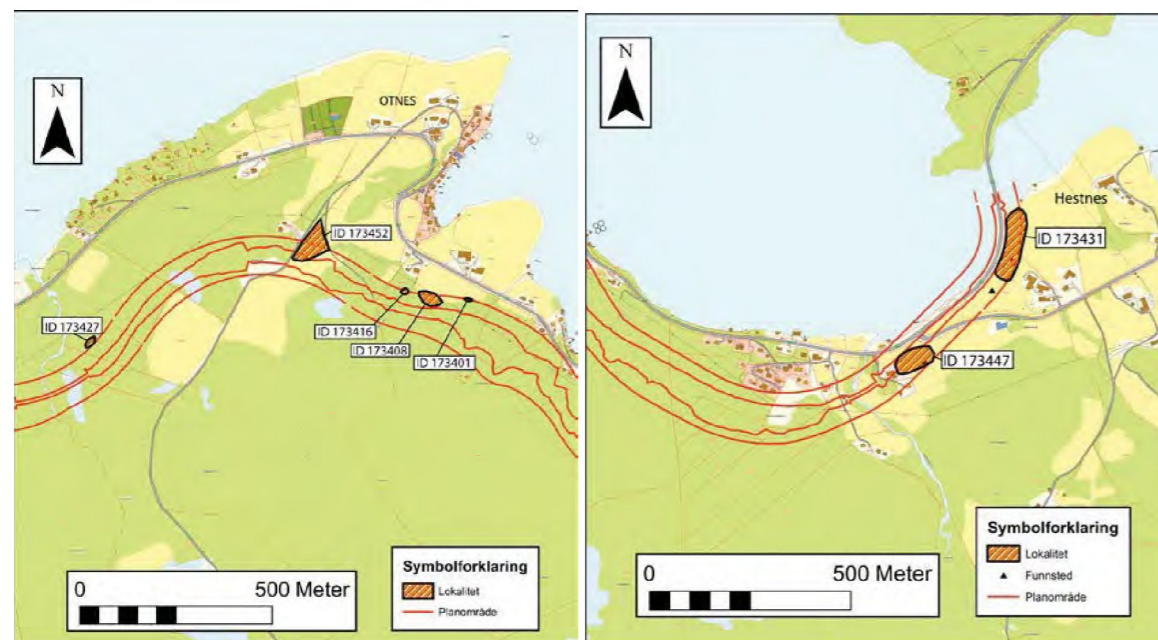 N
OTNES
ID 173452
ID 173427
ID 173416
ID 173408
ID 173401
0 500 Meter
Symbolforklaring
Lokalitet
Planområde
N
Hestnes
ID 173431
ID 173447
0 500 Meter
Symbolforklaring
Lokalitet
Funnsted
Planområde